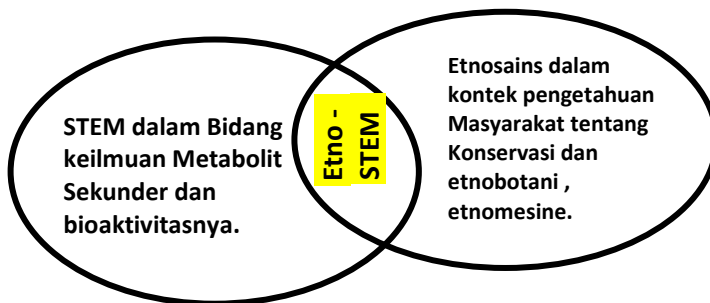 STEM dalam Bidang
keilmuan Metabolit
Sekunder dan
bioaktivitasnya.
Etno -
STEM
Etnosains dalam
kontek pengetahuan
Masyarakat tentang
Konservasi dan
etnobotani ,
etnomesine.